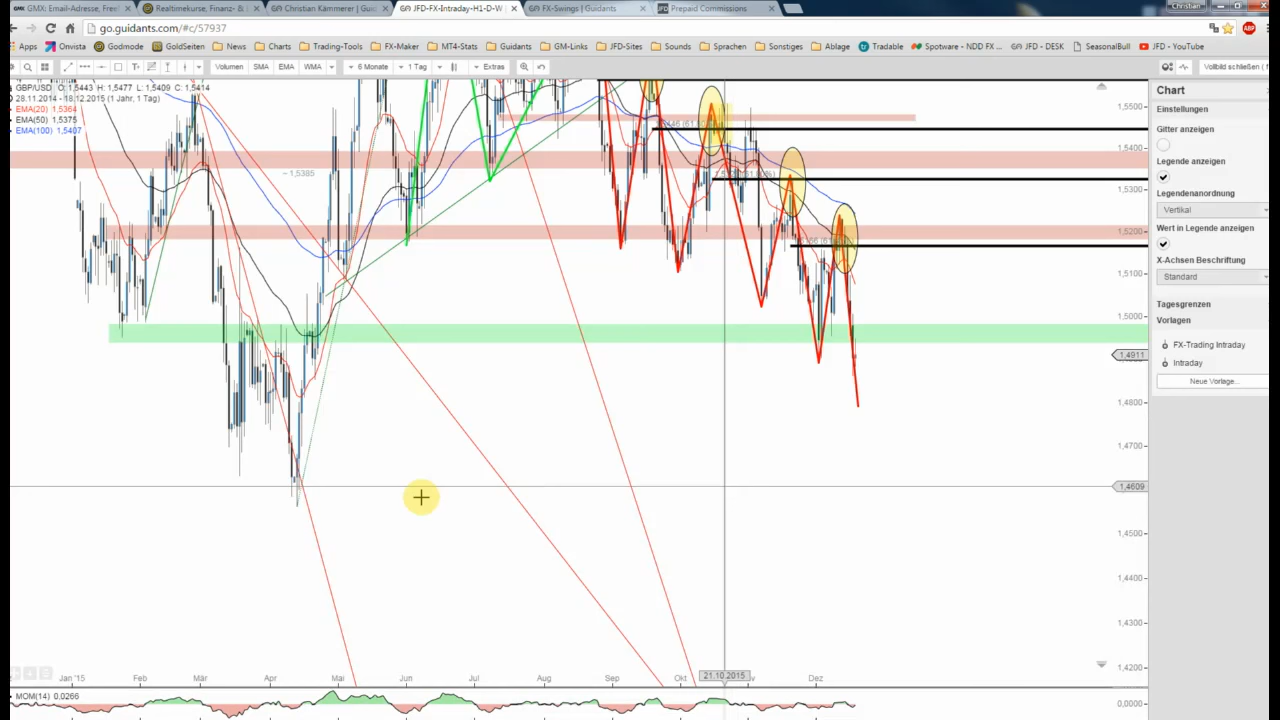 GMX: Email-Adresse, FreeM
Realtimekurse, Finanz- &
Christian Kämmerer | Guid
JFD-FX-Intraday-H1-D-W |
FX-Swings | Guidants
Prepaid Commissions
Christian
go.guidants.com/#c/57937
Apps Onvista Godmode GoldSeiten News Charts Trading-Tools FX-Maker MT4-Stats Guidants GM-Links JFD-Sites Sounds Sprachen Sonstiges Ablage Tradable Spotware - NDD FX ... JFD - DESK SeasonalBull JFD - YouTube
Volumen SMA EMA WMA 6 Monate 1 Tag Extras Vollbild schließen (
GBP/USD O: 1,5443 H: 1,5477 L: 1,5409 C: 1,5414
28.11.2014 - 18.12.2015 (1 Jahr, 1 Tag)
EMA(20) 1,5364
EMA(50) 1,5375
EMA(100) 1,5407
1,5385
1,5500
1,5400
1,5300
1,5200
1,5100
1,5000
1,4911
1,4800
1,4700
1,4609
1,4500
1,4400
1,4300
1,4200
Jan '15 Feb Mär Apr Mai Jun Jul Aug Sep Okt 21.10.2015 Dez
MOM(14) 0,0266
0,0000
Chart
Einstellungen
Gitter anzeigen
Legende anzeigen
Legendenanordnung
Vertikal
Wert in Legende anzeigen
X-Achsen Beschriftung
Standard
Tagesgrenzen
Vorlagen
FX-Trading Intraday
Intraday
Neue Vorlage...